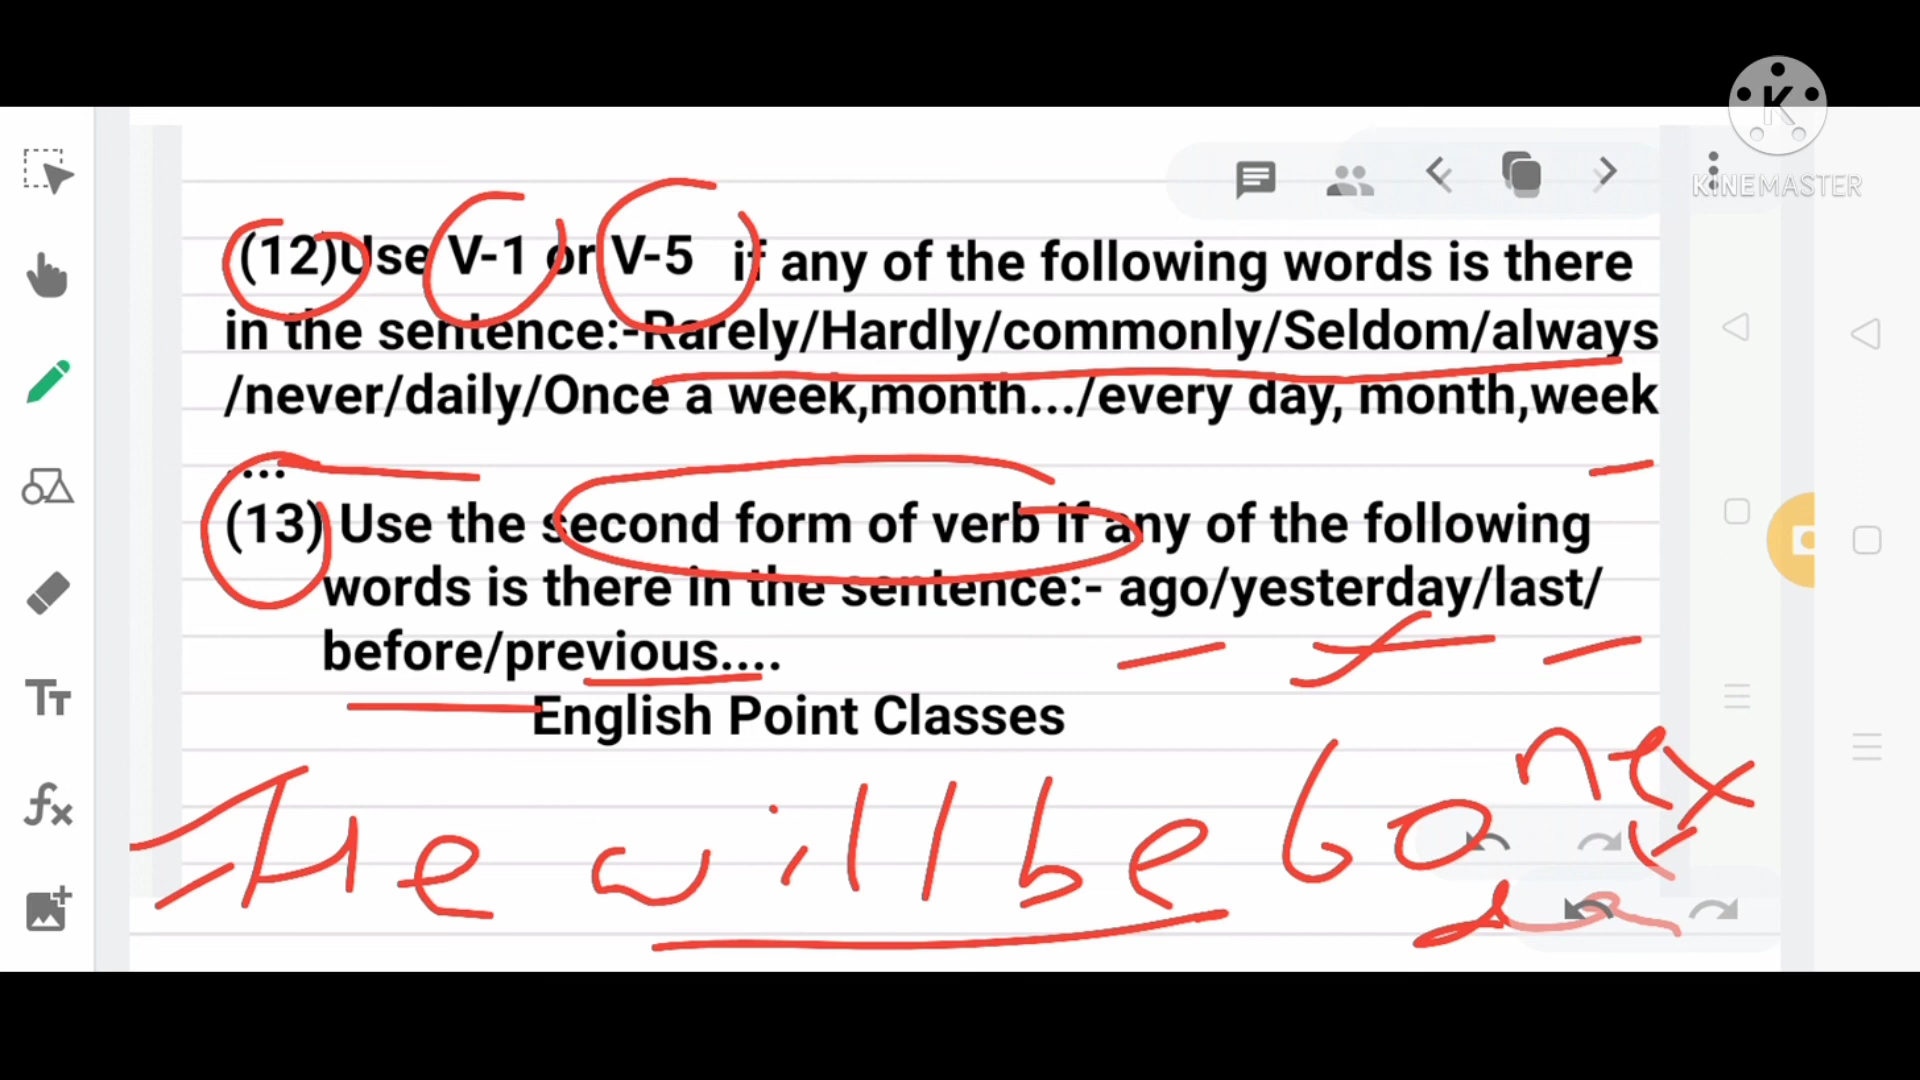 KINEMASTER
(12)Use V-1 or V-5 if any of the following words is there
in the sentence:-Rarely/Hardly/commonly/Seldom/always
/never/daily/Once a week,month.../every day, month,week
....
(13) Use the second form of verb if any of the following
words is there in the sentence:- ago/yesterday/last/
before/previous....
English Point Classes
He will be